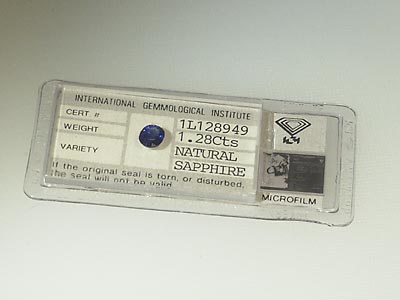 INTERNATIONAL GEMMOLOGICAL INSTITUTE
CERT. # 1L128949
WEIGHT 1.28Cts
VARIETY NATURAL
SAPPHIRE
If the original seal is torn, or disturbed,
the seal will not be valid.
MICROFILM